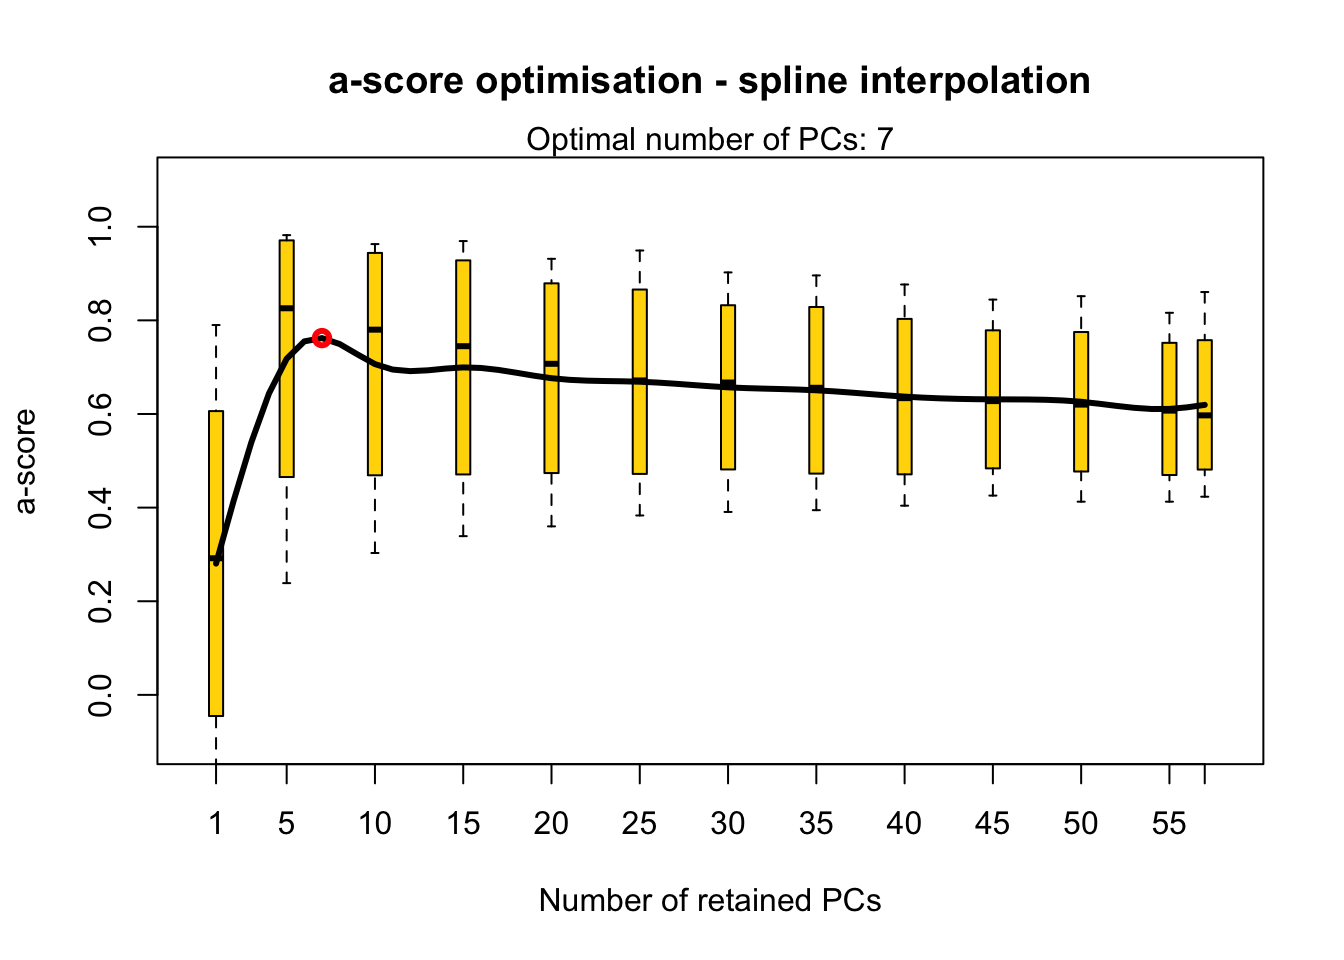 a-score optimisation - spline interpolation
Optimal number of PCs: 7
a-score
1.0
0.8
0.6
0.4
0.2
0.0
1 5 10 15 20 25 30 35 40 45 50 55
Number of retained PCs